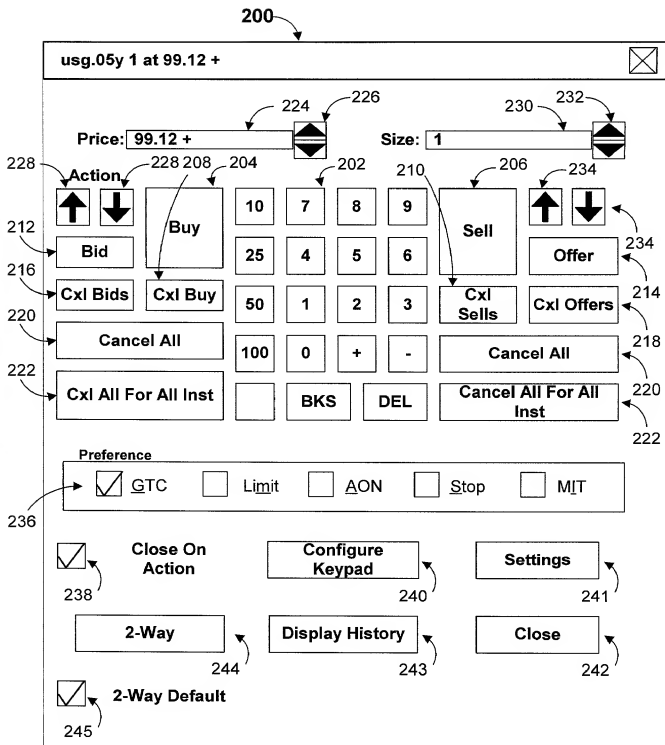 200
usg.05y 1 at 99.12 +
224
226
230
232
Price: 99.12 +
Size: 1
228
228
208
204
202
210
206
234
Action
10 7 8 9
Buy
Sell
212
Bid
25 4 5 6
Offer
234
214
216
Cxl Bids
Cxl Buy
50 1 2 3
Cxl Sells
Cxl Offers
218
220
Cancel All
100 0 + -
Cancel All
220
222
Cxl All For All Inst
BKS
DEL
Cancel All For All Inst
222
Preference
236
GTC
Limit
AON
Stop
MIT
Close On Action
238
Configure Keypad
240
Settings
241
2-Way
244
Display History
243
Close
242
2-Way Default
245